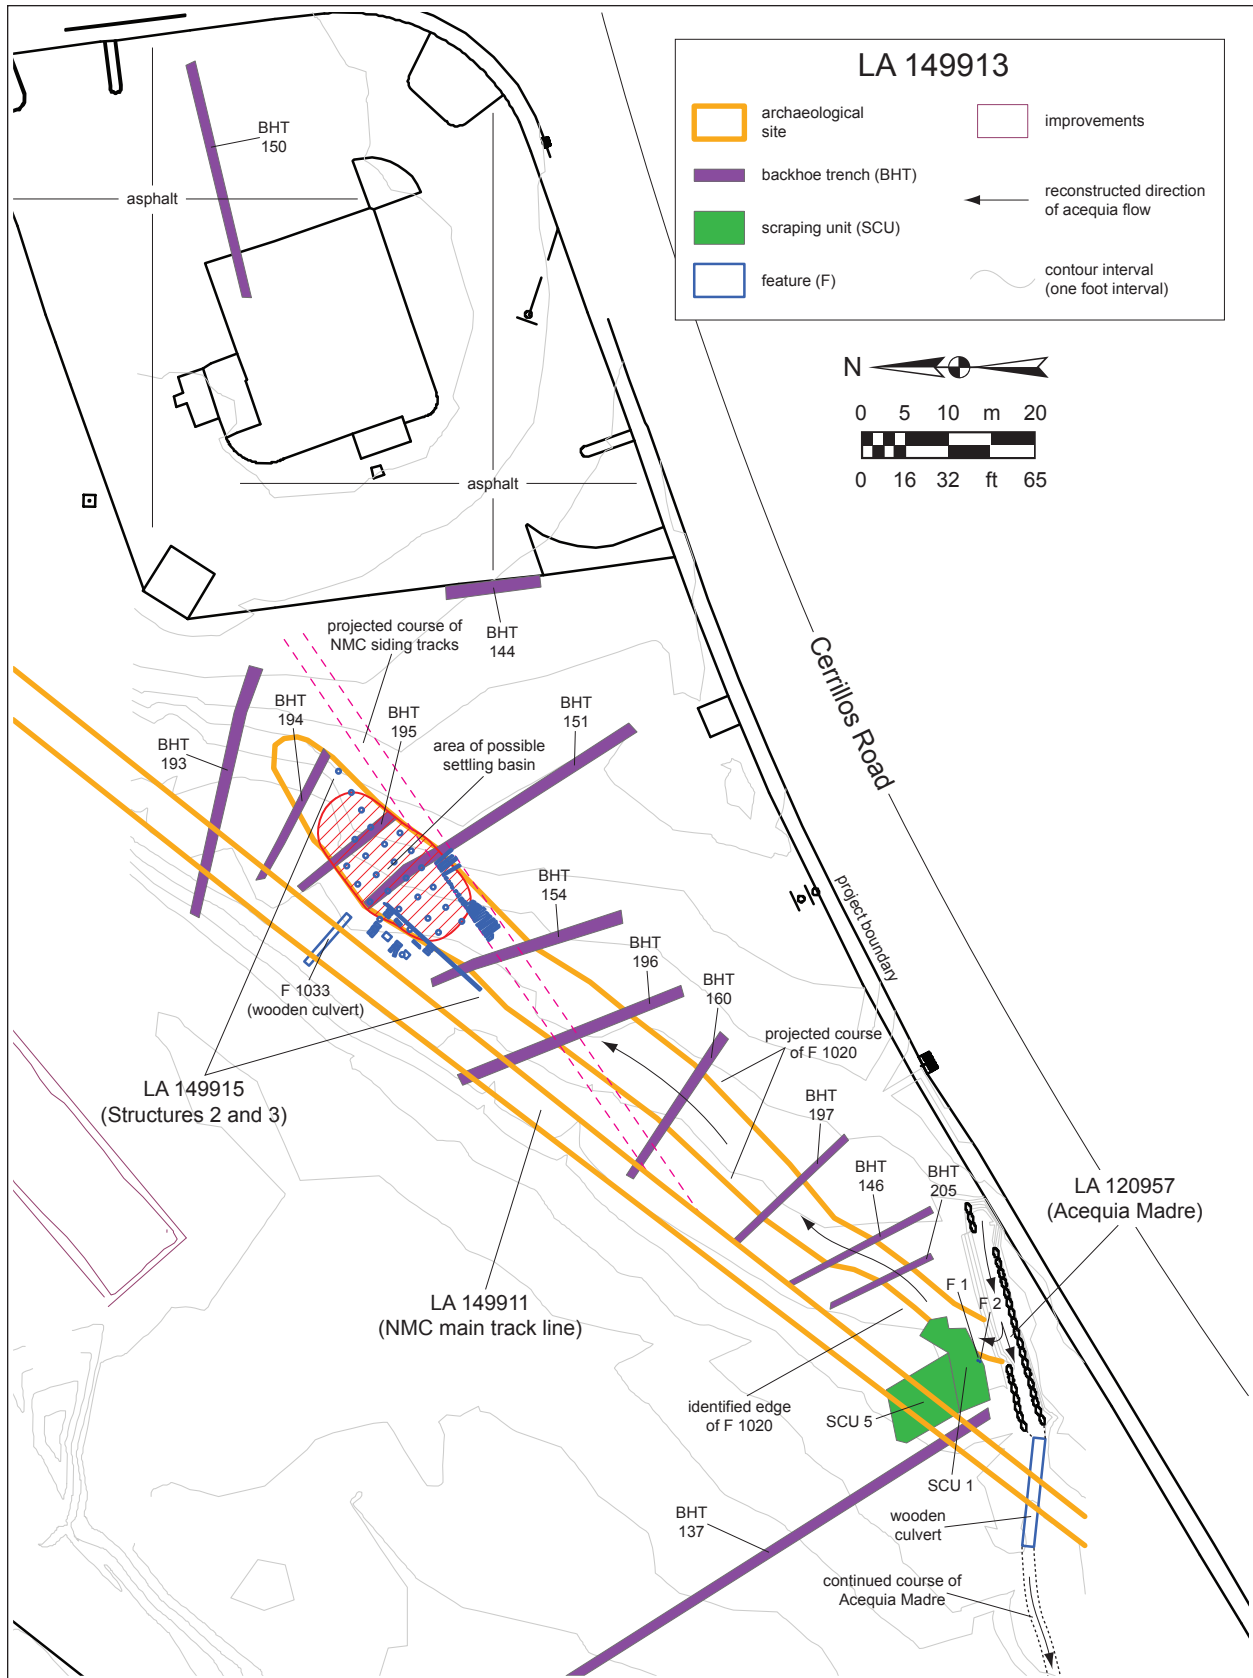 LA 149913
archaeological
site
improvements
backhoe trench (BHT)
reconstructed direction
of acequia flow
scraping unit (SCU)
feature (F)
contour interval
(one foot interval)
N
0 5 10 m 20
0 16 32 ft 65
BHT
150
asphalt
asphalt
BHT
144
projected course of
NMC siding tracks
BHT
193
BHT
194
BHT
195
area of possible
settling basin
BHT
151
Cerrillos Road
project boundary
BHT
154
BHT
196
BHT
160
F 1033
(wooden culvert)
LA 149915
(Structures 2 and 3)
projected course
of F 1020
BHT
197
BHT
146
BHT
205
LA 120957
(Acequia Madre)
F 1
F 2
LA 149911
(NMC main track line)
identified edge
of F 1020
SCU 5
SCU 1
BHT
137
wooden
culvert
continued course of
Acequia Madre